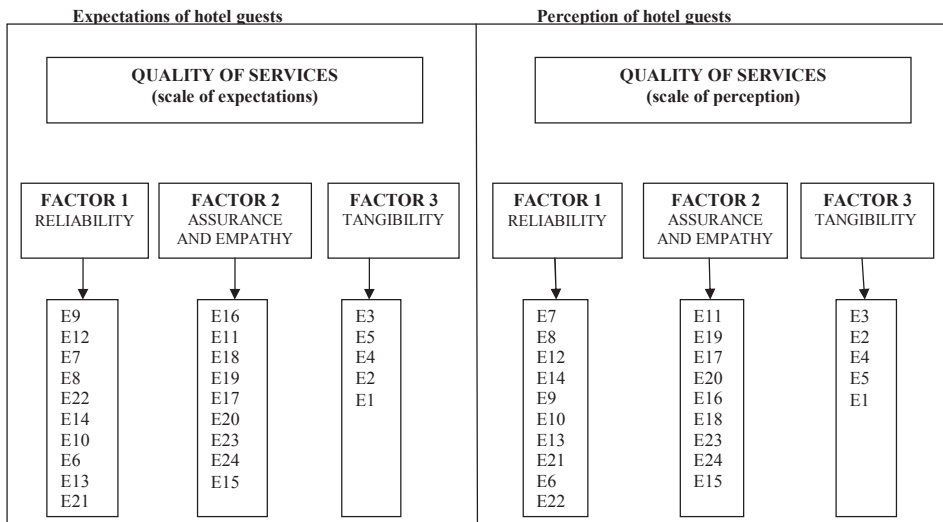 Expectations of hotel guests
Perception of hotel guests
QUALITY OF SERVICES
(scale of expectations)
QUALITY OF SERVICES
(scale of perception)
FACTOR 1
RELIABILITY
FACTOR 2
ASSURANCE
AND EMPATHY
FACTOR 3
TANGIBILITY
FACTOR 1
RELIABILITY
FACTOR 2
ASSURANCE
AND EMPATHY
FACTOR 3
TANGIBILITY
E9
E12
E7
E8
E22
E14
E10
E6
E13
E21
E16
E11
E18
E19
E17
E20
E23
E24
E15
E3
E5
E4
E2
E1
E7
E8
E12
E14
E9
E10
E13
E21
E6
E22
E11
E19
E17
E20
E16
E18
E23
E24
E15
E3
E2
E4
E5
E1